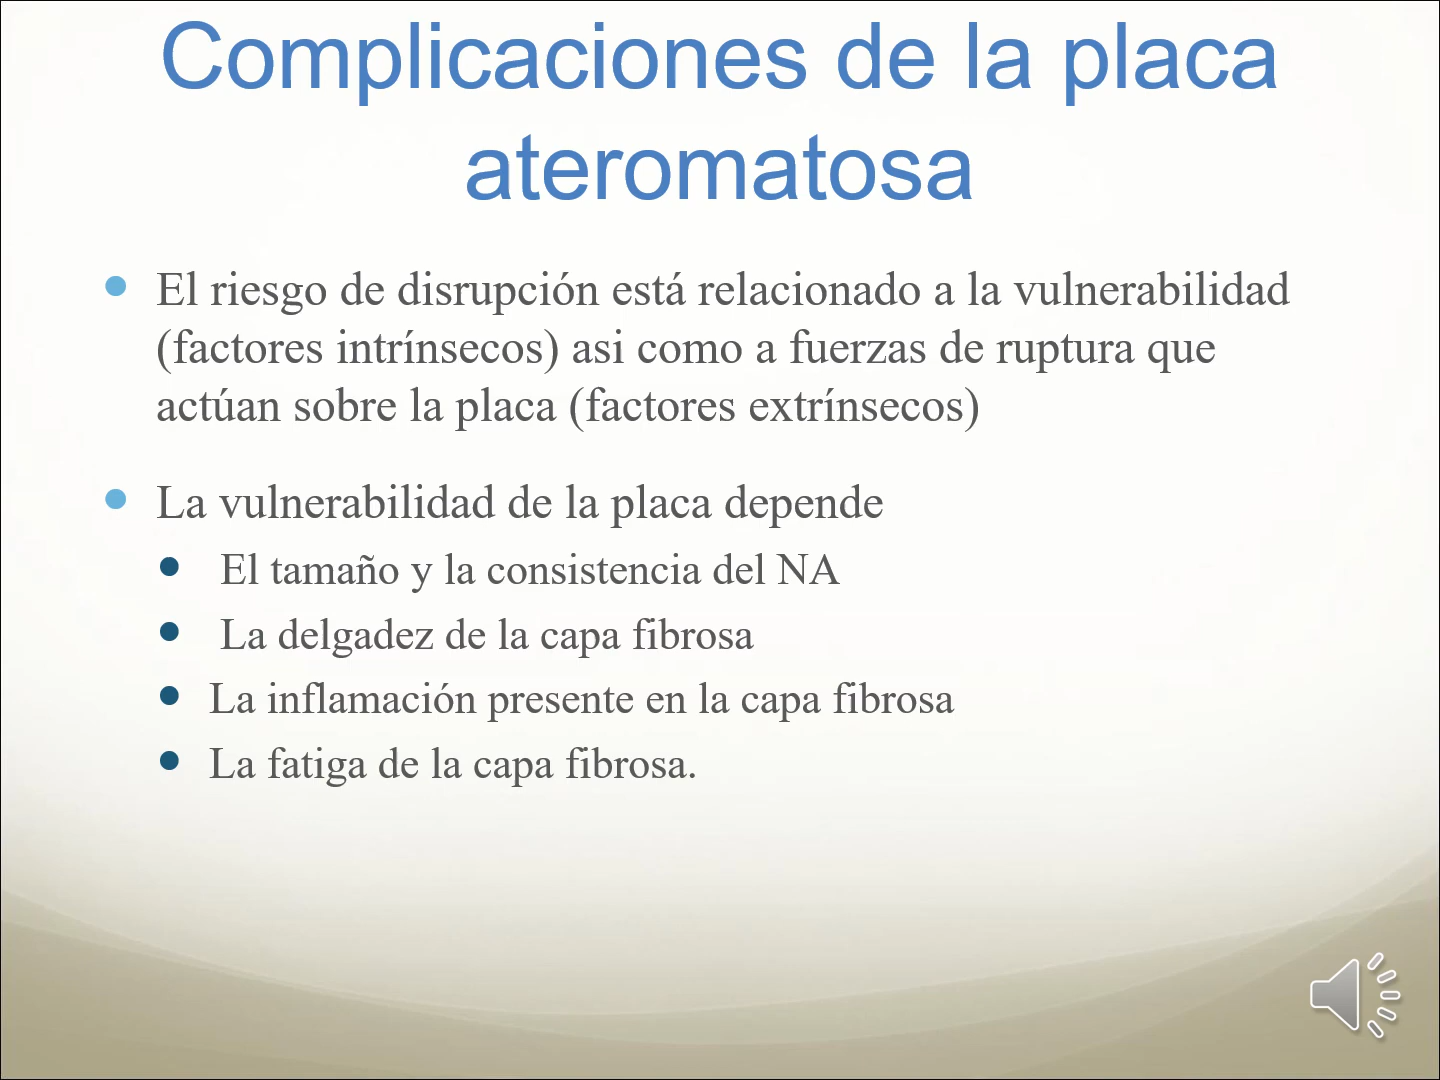 Complicaciones de la placa
ateromatosa
El riesgo de disrupción está relacionado a la vulnerabilidad
(factores intrínsecos) asi como a fuerzas de ruptura que
actúan sobre la placa (factores extrínsecos)
La vulnerabilidad de la placa depende
El tamaño y la consistencia del NA
La delgadez de la capa fibrosa
La inflamación presente en la capa fibrosa
La fatiga de la capa fibrosa.